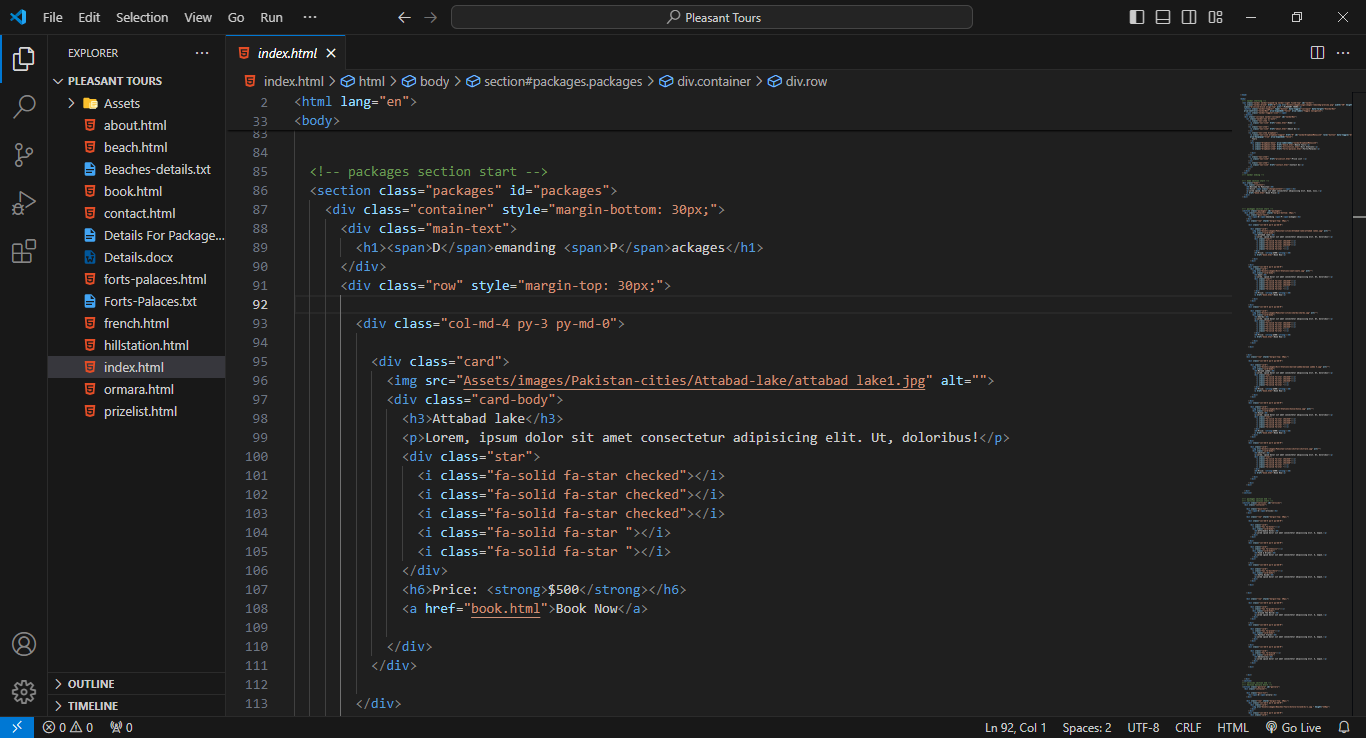 File Edit Selection View Go Run ···
Pleasant Tours
EXPLORER ···
index.html
PLEASANT TOURS
Assets
about.html
beach.html
Beaches-details.txt
book.html
contact.html
Details For Package...
Details.docx
forts-palaces.html
Forts-Palaces.txt
french.html
hillstation.html
index.html
ormara.html
prizelist.html
OUTLINE
TIMELINE
index.html > html > body > section#packages.packages > div.container > div.row
2 <html lang="en">
33 <body>
83
84
85 <!-- packages section start -->
86 <section class="packages" id="packages">
87 <div class="container" style="margin-bottom: 30px;">
88 <div class="main-text">
89 <h1><span>D</span>emanding <span>P</span>ackages</h1>
90 </div>
91 <div class="row" style="margin-top: 30px;">
92
93 <div class="col-md-4 py-3 py-md-0">
94
95 <div class="card">
96 <img src="Assets/images/Pakistan-cities/Attabad-lake/attabad lake1.jpg" alt="">
97 <div class="card-body">
98 <h3>Attabad lake</h3>
99 <p>Lorem, ipsum dolor sit amet consectetur adipisicing elit. Ut, doloribus!</p>
100 <div class="star">
101 <i class="fa-solid fa-star checked"></i>
102 <i class="fa-solid fa-star checked"></i>
103 <i class="fa-solid fa-star checked"></i>
104 <i class="fa-solid fa-star "></i>
105 <i class="fa-solid fa-star "></i>
106 </div>
107 <h6>Price: <strong>$500</strong></h6>
108 <a href="book.html">Book Now</a>
109
110 </div>
111 </div>
112
113 </div>
0 0 0
Ln 92, Col 1 Spaces: 2 UTF-8 CRLF HTML Go Live